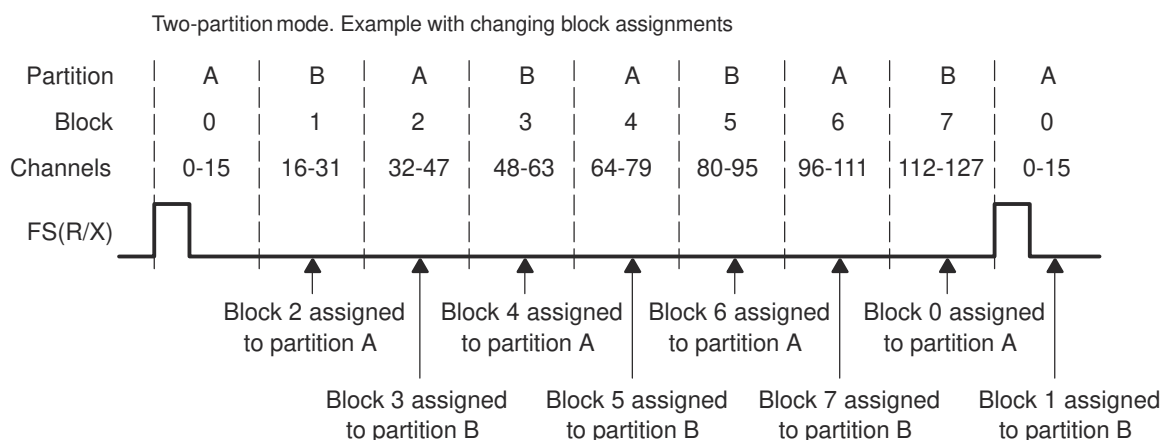 Two-partition mode. Example with changing block assignments
Partition A B A B A B A B A
Block 0 1 2 3 4 5 6 7 0
Channels 0-15 16-31 32-47 48-63 64-79 80-95 96-111 112-127 0-15
FS(R/X)
Block 2 assigned Block 4 assigned Block 6 assigned Block 0 assigned
to partition A to partition A to partition A to partition A
Block 3 assigned Block 5 assigned Block 7 assigned Block 1 assigned
to partition B to partition B to partition B to partition B